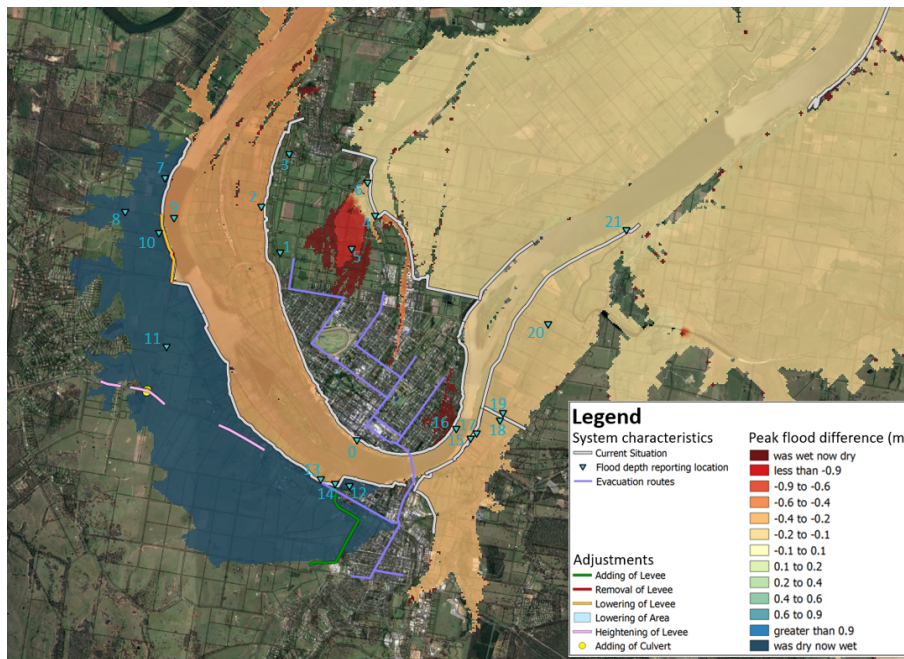 3
7
6
2
8
9
4
21
10
1
5
20
11
19
16
17
18
15
0
13
14
12
Legend
System characteristics
Current Situation
Flood depth reporting location
Evacuation routes
Adjustments
Adding of Levee
Removal of Levee
Lowering of Levee
Lowering of Area
Heightening of Levee
Adding of Culvert
Peak flood difference (m
was wet now dry
less than -0.9
-0.9 to -0.6
-0.6 to -0.4
-0.4 to -0.2
-0.2 to -0.1
-0.1 to 0.1
0.1 to 0.2
0.2 to 0.4
0.4 to 0.6
0.6 to 0.9
greater than 0.9
was dry now wet